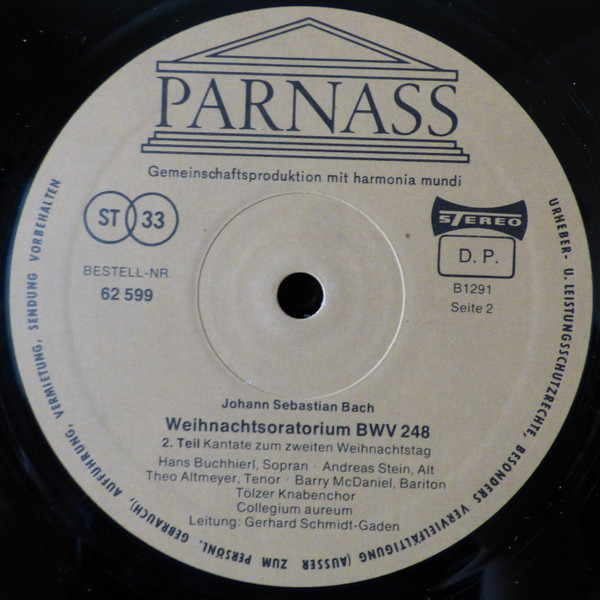 PARNASS
Gemeinschaftsproduktion mit harmonia mundi
ST 33
STEREO
D. P.
BESTELL-NR.
62 599
B1291
Seite 2
Johann Sebastian Bach
Weihnachtsoratorium BWV 248
2. Teil Kantate zum zweiten Weihnachtstag
Hans Buchhierl, Sopran · Andreas Stein, Alt
Theo Altmeyer, Tenor · Barry McDaniel, Bariton
Tölzer Knabenchor
Collegium aureum
Leitung: Gerhard Schmidt-Gaden
URHEBER- U. LEISTUNGSSCHUTZRECHTE, BESONDERS VERVIELFÄLTIGUNG (AUSSER ZUM PERSÖNL. GEBRAUCH), AUFFÜHRUNG, VERMIETUNG, SENDUNG VORBEHALTEN